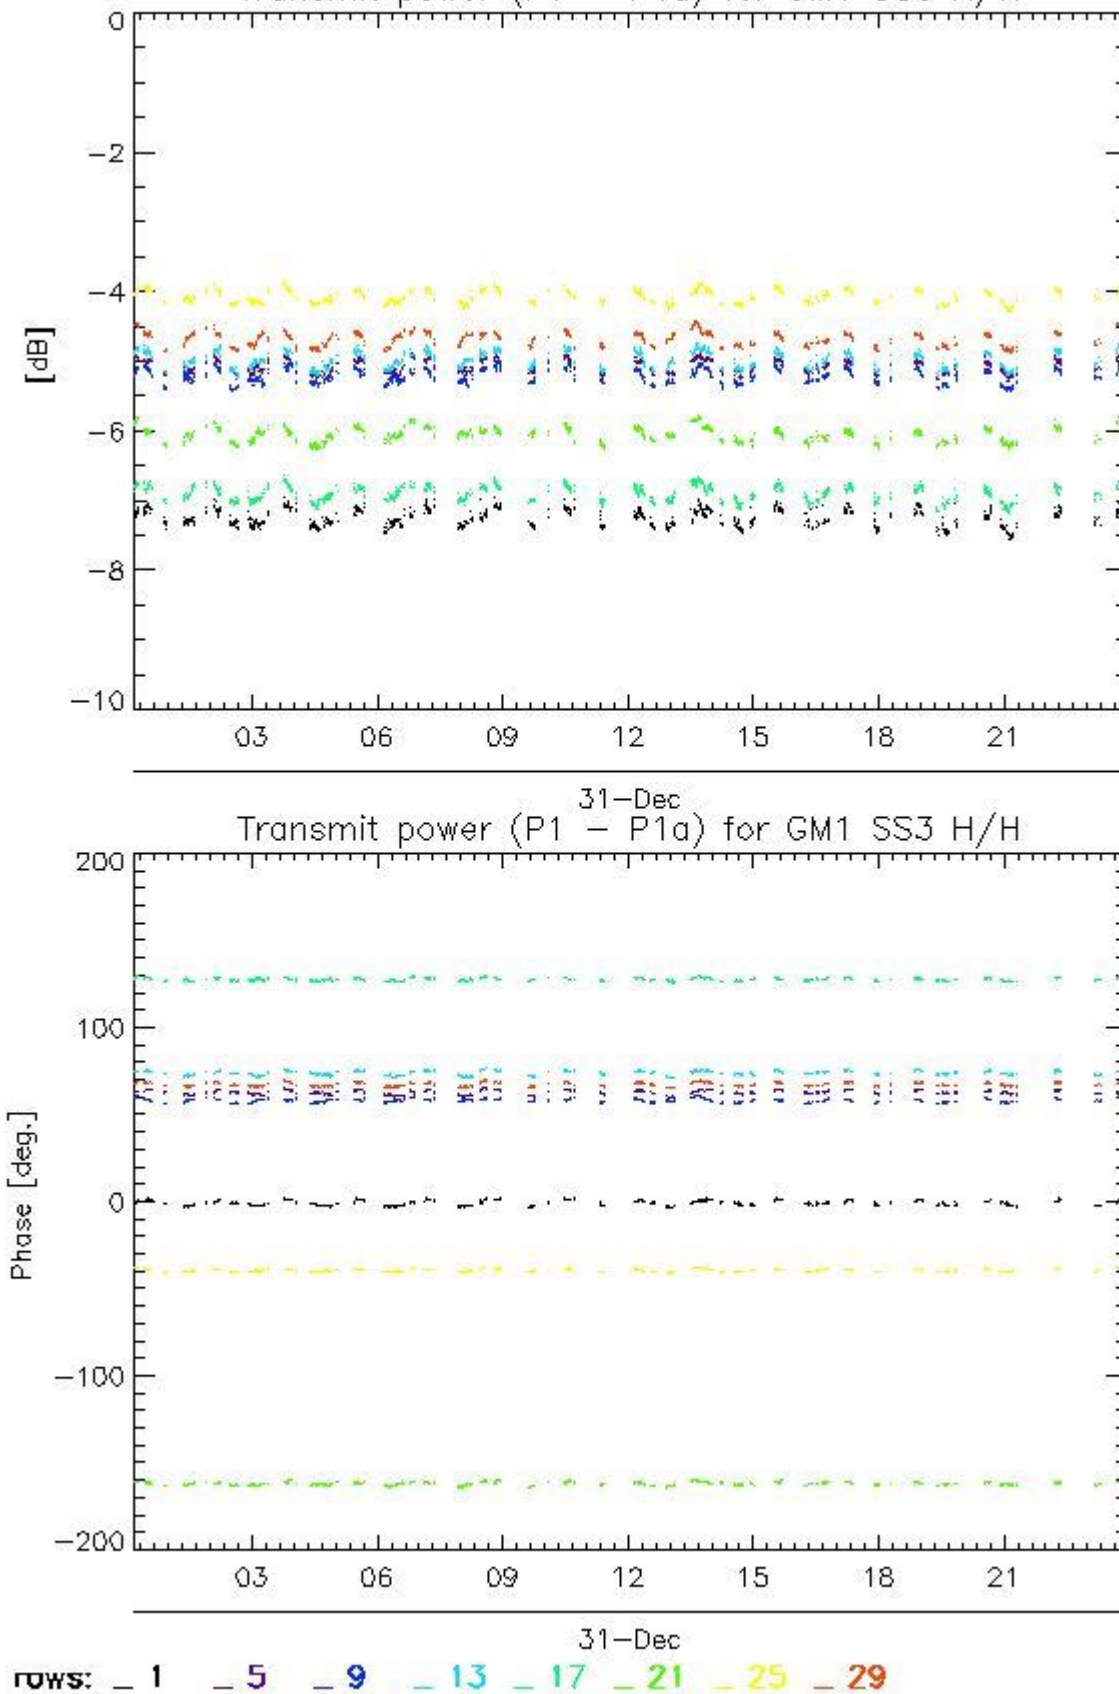 0
-2
-4
[dB]
-6
-8
-10
03 06 09 12 15 18 21
31-Dec
Transmit power (P1 - P1a) for GM1 SS3 H/H
200
100
0
Phase [deg.]
-100
-200
03 06 09 12 15 18 21
31-Dec
rows: _ 1 _ 5 _ 9 _ 13 _ 17 _ 21 _ 25 _ 29